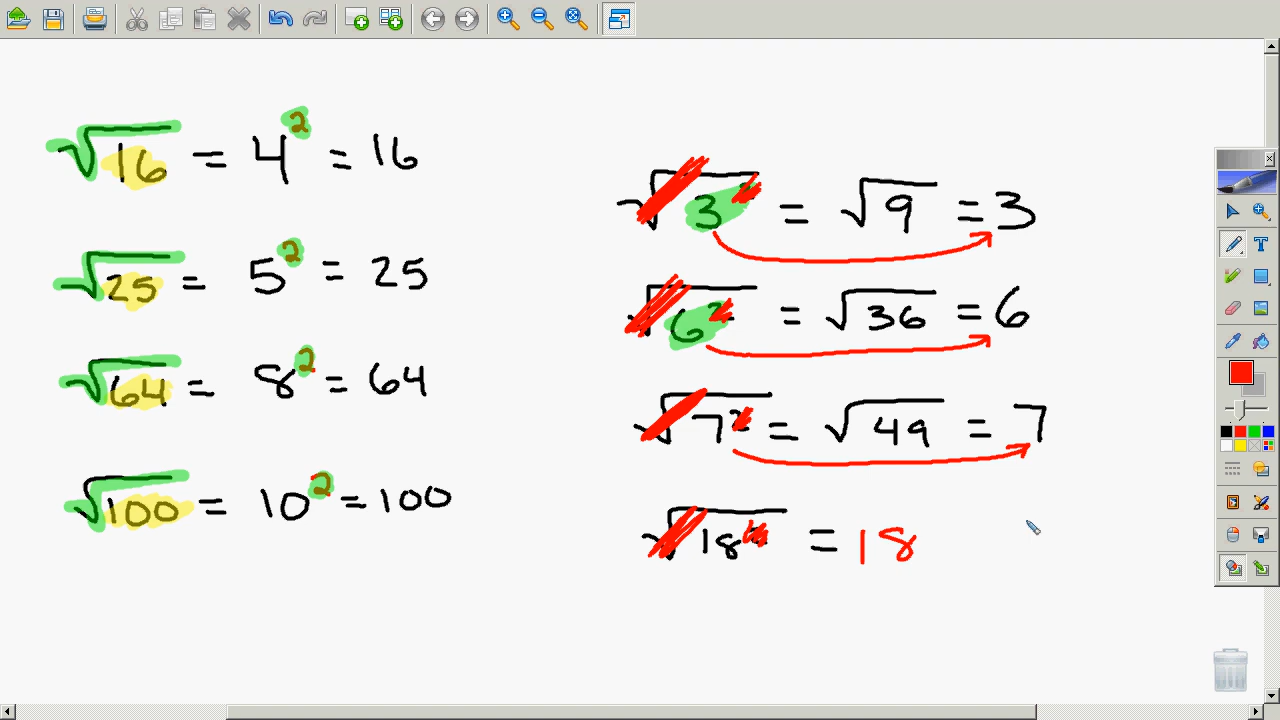 √16 = 4² = 16
√25 = 5² = 25
√64 = 8² = 64
√100 = 10² = 100
√3² = √9 = 3
√6² = √36 = 6
√7² = √49 = 7
√18² = 18
T